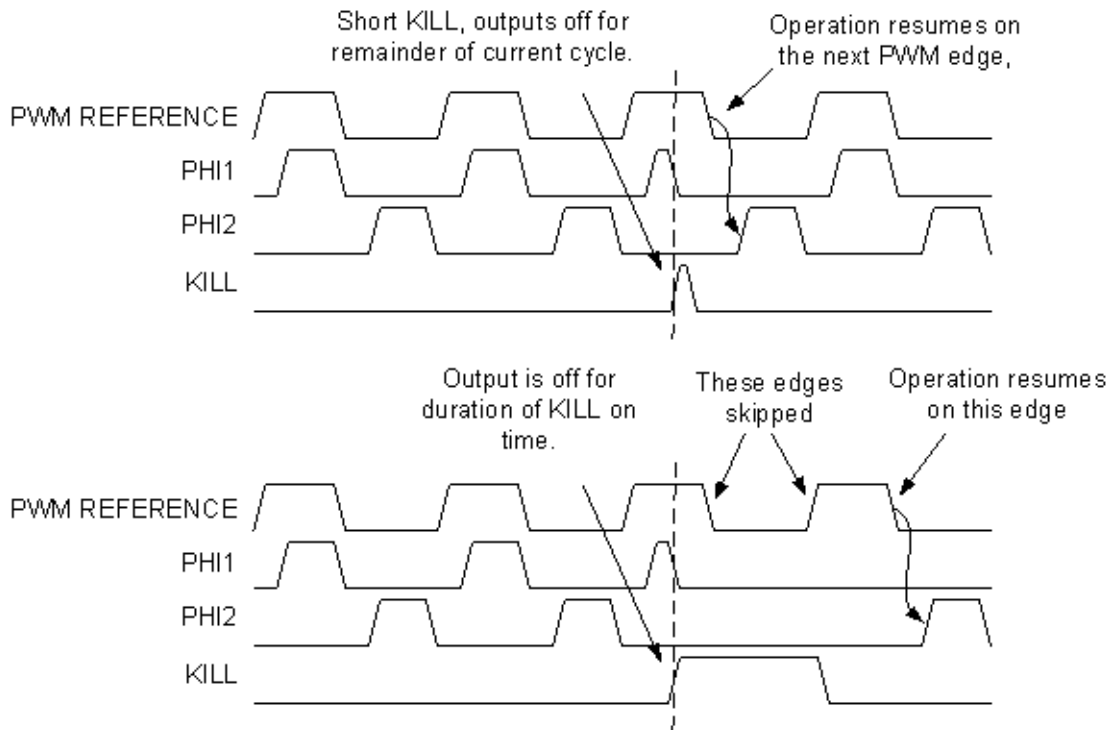 Short KILL, outputs off for
remainder of current cycle.
Operation resumes on
the next PWM edge,
PWM REFERENCE
PHI1
PHI2
KILL
Output is off for
duration of KILL on
time.
These edges
skipped
Operation resumes
on this edge
PWM REFERENCE
PHI1
PHI2
KILL